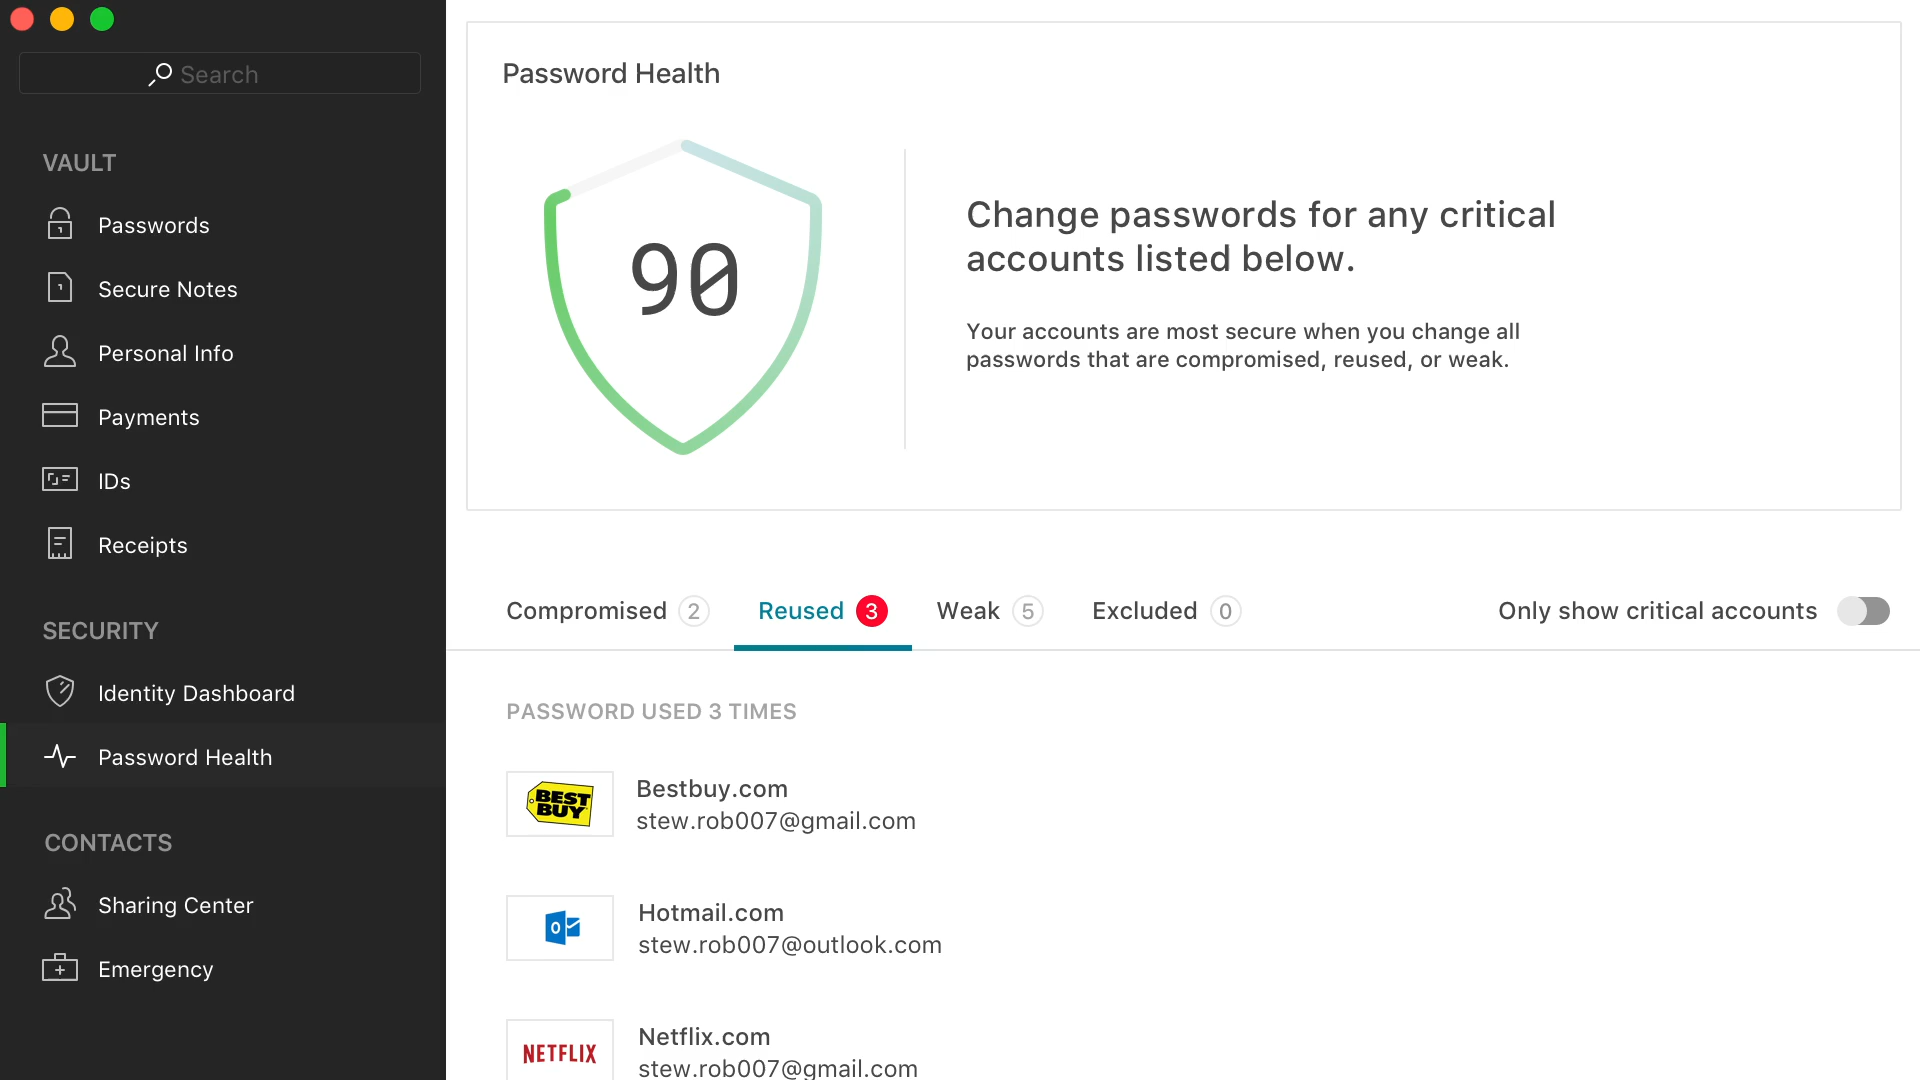 Search
VAULT
Passwords
Secure Notes
Personal Info
Payments
IDs
Receipts
SECURITY
Identity Dashboard
Password Health
CONTACTS
Sharing Center
Emergency
Password Health
90
Change passwords for any critical
accounts listed below.
Your accounts are most secure when you change all
passwords that are compromised, reused, or weak.
Compromised 2 Reused 3 Weak 5 Excluded 0 Only show critical accounts
PASSWORD USED 3 TIMES
BEST
BUY
Bestbuy.com
stew.rob007@gmail.com
o
Hotmail.com
stew.rob007@outlook.com
NETFLIX
Netflix.com
stew.rob007@gmail.com